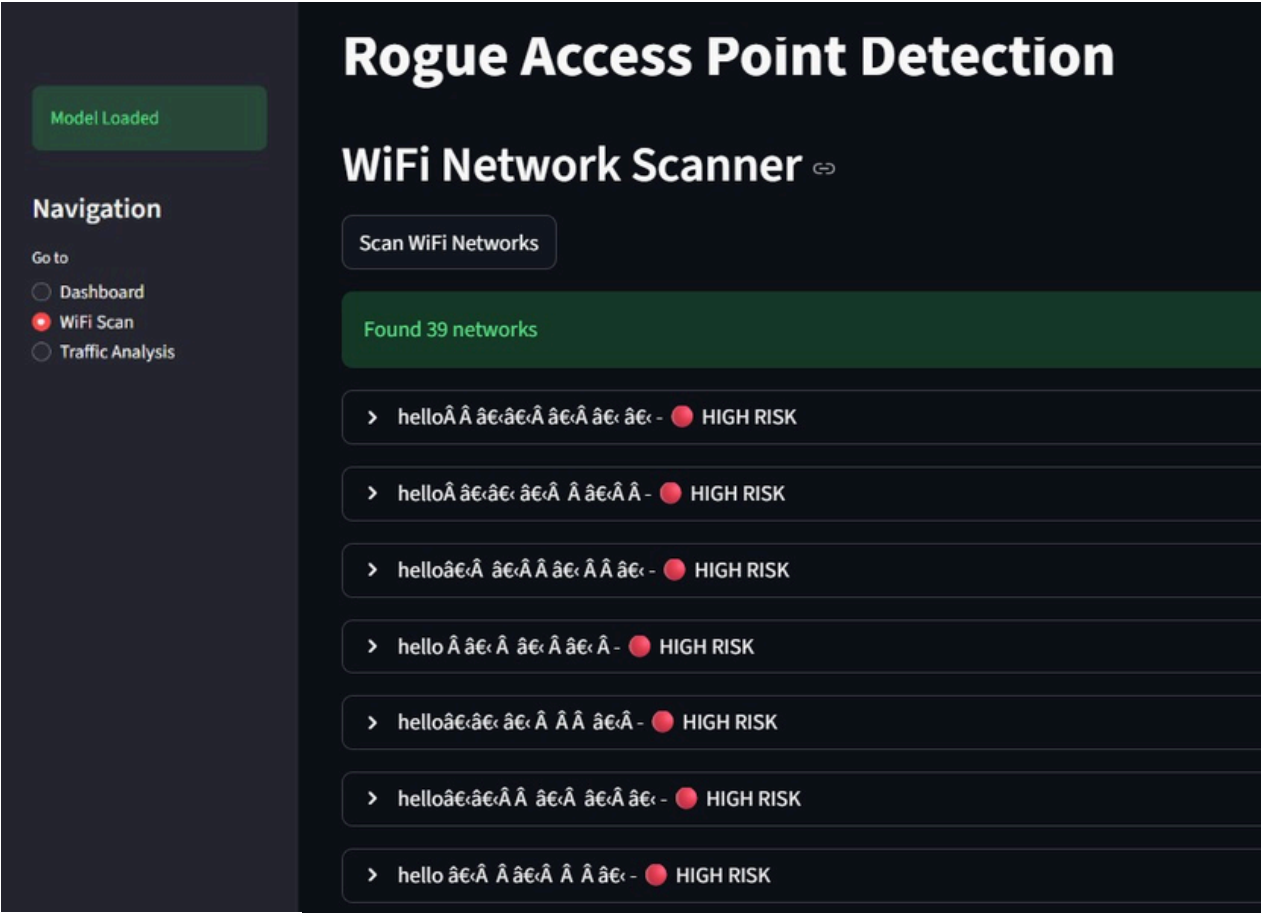 Rogue Access Point Detection
Model Loaded
WiFi Network Scanner
Navigation
Scan WiFi Networks
Go to
Dashboard
WiFi Scan
Traffic Analysis
Found 39 networks
helloÂ Â â€‹â€‹Â â€‹Â â€‹ â€‹ - 🔴 HIGH RISK
helloÂ â€‹â€‹ â€‹Â  Â â€‹Â Â - 🔴 HIGH RISK
helloâ€‹Â  â€‹Â Â â€‹ Â Â â€‹ - 🔴 HIGH RISK
hello Â â€‹ Â  â€‹ Â â€‹ Â - 🔴 HIGH RISK
helloâ€‹â€‹ â€‹ Â  Â Â  â€‹Â - 🔴 HIGH RISK
helloâ€‹â€‹Â Â  â€‹Â  â€‹Â â€‹ - 🔴 HIGH RISK
hello â€‹Â  Â â€‹Â  Â  Â â€‹ - 🔴 HIGH RISK